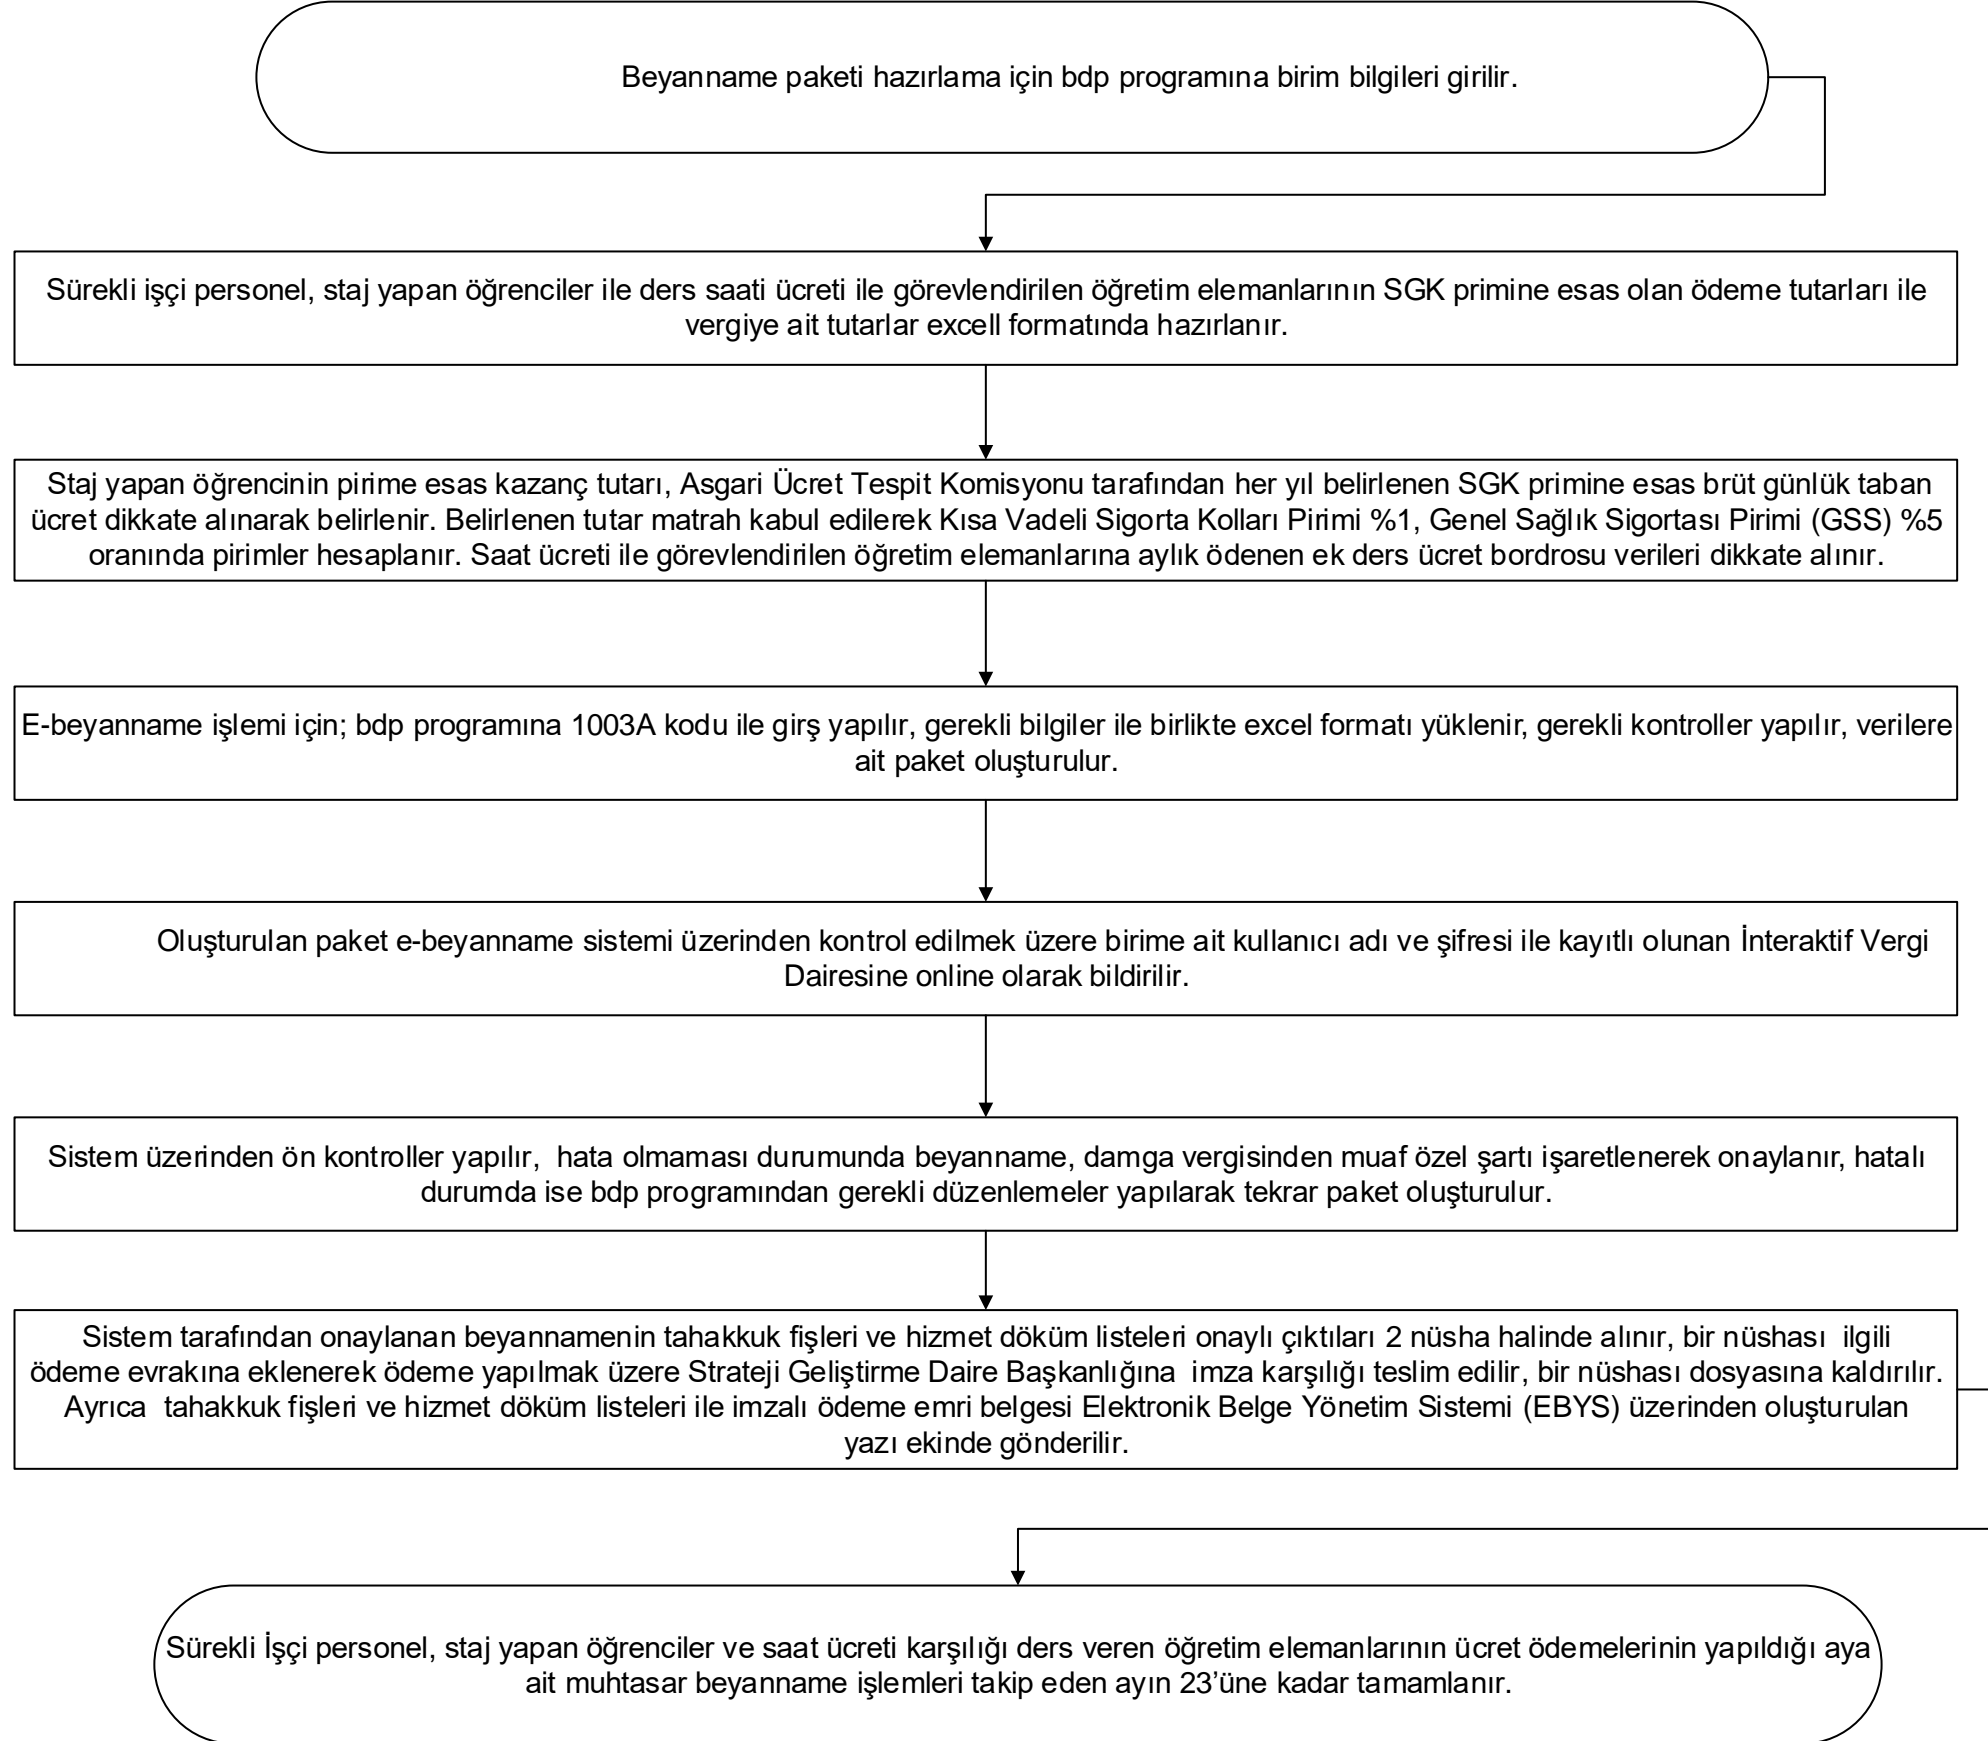 Beyanname paketi hazırlama için bdp programına birim bilgileri girilir.
Sürekli işçi personel, staj yapan öğrenciler ile ders saati ücreti ile görevlendirilen öğretim elemanlarının SGK primine esas olan ödeme tutarları ile
vergiye ait tutarlar excell formatında hazırlanır.
Staj yapan öğrencinin pirime esas kazanç tutarı, Asgari Ücret Tespit Komisyonu tarafından her yıl belirlenen SGK primine esas brüt günlük taban
ücret dikkate alınarak belirlenir. Belirlenen tutar matrah kabul edilerek Kısa Vadeli Sigorta Kolları Pirimi %1, Genel Sağlık Sigortası Pirimi (GSS) %5
oranında pirimler hesaplanır. Saat ücreti ile görevlendirilen öğretim elemanlarına aylık ödenen ek ders ücret bordrosu verileri dikkate alınır.
E-beyanname işlemi için; bdp programına 1003A kodu ile girş yapılır, gerekli bilgiler ile birlikte excel formatı yüklenir, gerekli kontroller yapılır, verilere
ait paket oluşturulur.
Oluşturulan paket e-beyanname sistemi üzerinden kontrol edilmek üzere birime ait kullanıcı adı ve şifresi ile kayıtlı olunan İnteraktif Vergi
Dairesine online olarak bildirilir.
Sistem üzerinden ön kontroller yapılır,  hata olmaması durumunda beyanname, damga vergisinden muaf özel şartı işaretlenerek onaylanır, hatalı
durumda ise bdp programından gerekli düzenlemeler yapılarak tekrar paket oluşturulur.
Sistem tarafından onaylanan beyannamenin tahakkuk fişleri ve hizmet döküm listeleri onaylı çıktıları 2 nüsha halinde alınır, bir nüshası  ilgili
ödeme evrakına eklenerek ödeme yapılmak üzere Strateji Geliştirme Daire Başkanlığına  imza karşılığı teslim edilir, bir nüshası dosyasına kaldırılır.
Ayrıca  tahakkuk fişleri ve hizmet döküm listeleri ile imzalı ödeme emri belgesi Elektronik Belge Yönetim Sistemi (EBYS) üzerinden oluşturulan
yazı ekinde gönderilir.
Sürekli İşçi personel, staj yapan öğrenciler ve saat ücreti karşılığı ders veren öğretim elemanlarının ücret ödemelerinin yapıldığı aya
ait muhtasar beyanname işlemleri takip eden ayın 23’üne kadar tamamlanır.